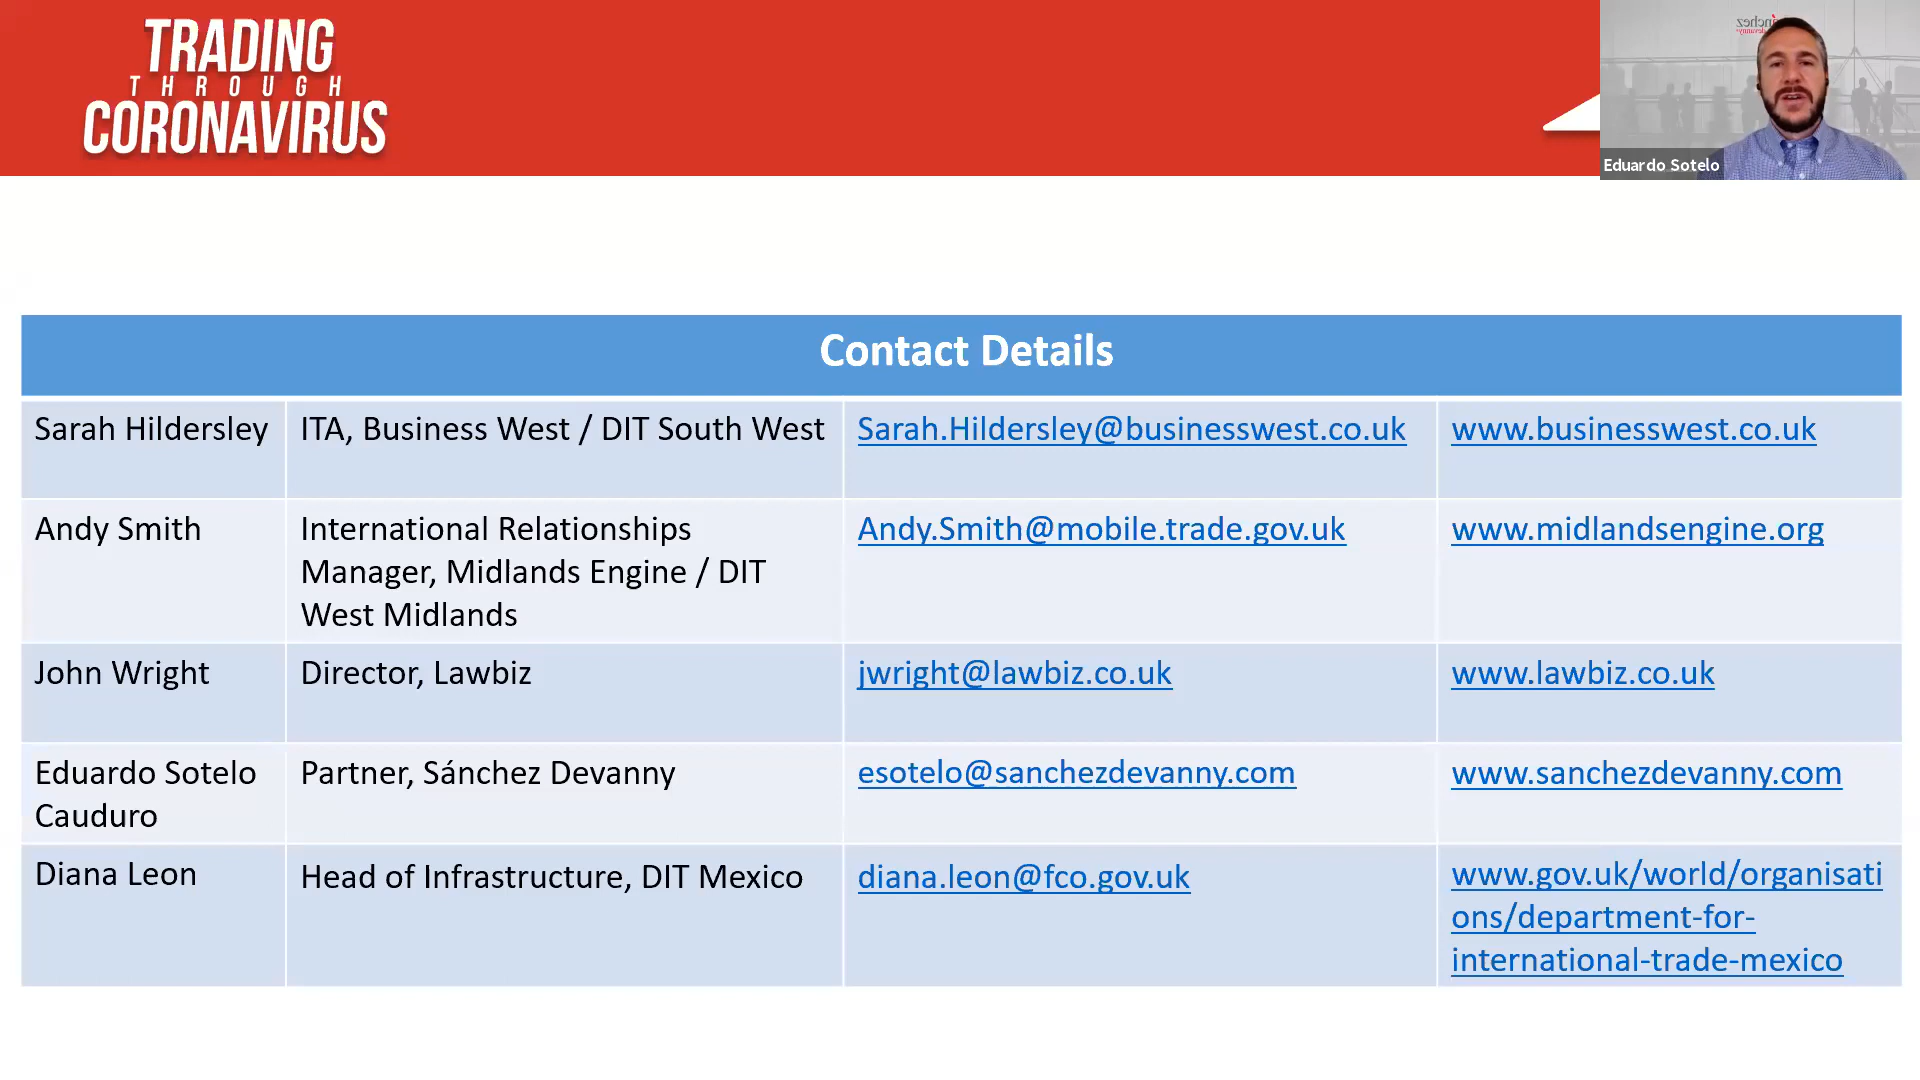 TRADING
THROUGH
CORONAVIRUS
Eduardo Sotelo
Contact Details
Sarah Hildersley
ITA, Business West / DIT South West
Sarah.Hildersley@businesswest.co.uk
www.businesswest.co.uk
Andy Smith
International Relationships
Manager, Midlands Engine / DIT
West Midlands
Andy.Smith@mobile.trade.gov.uk
www.midlandsengine.org
John Wright
Director, Lawbiz
jwright@lawbiz.co.uk
www.lawbiz.co.uk
Eduardo Sotelo
Cauduro
Partner, Sánchez Devanny
esotelo@sanchezdevanny.com
www.sanchezdevanny.com
Diana Leon
Head of Infrastructure, DIT Mexico
diana.leon@fco.gov.uk
www.gov.uk/world/organisati
ons/department-for-
international-trade-mexico